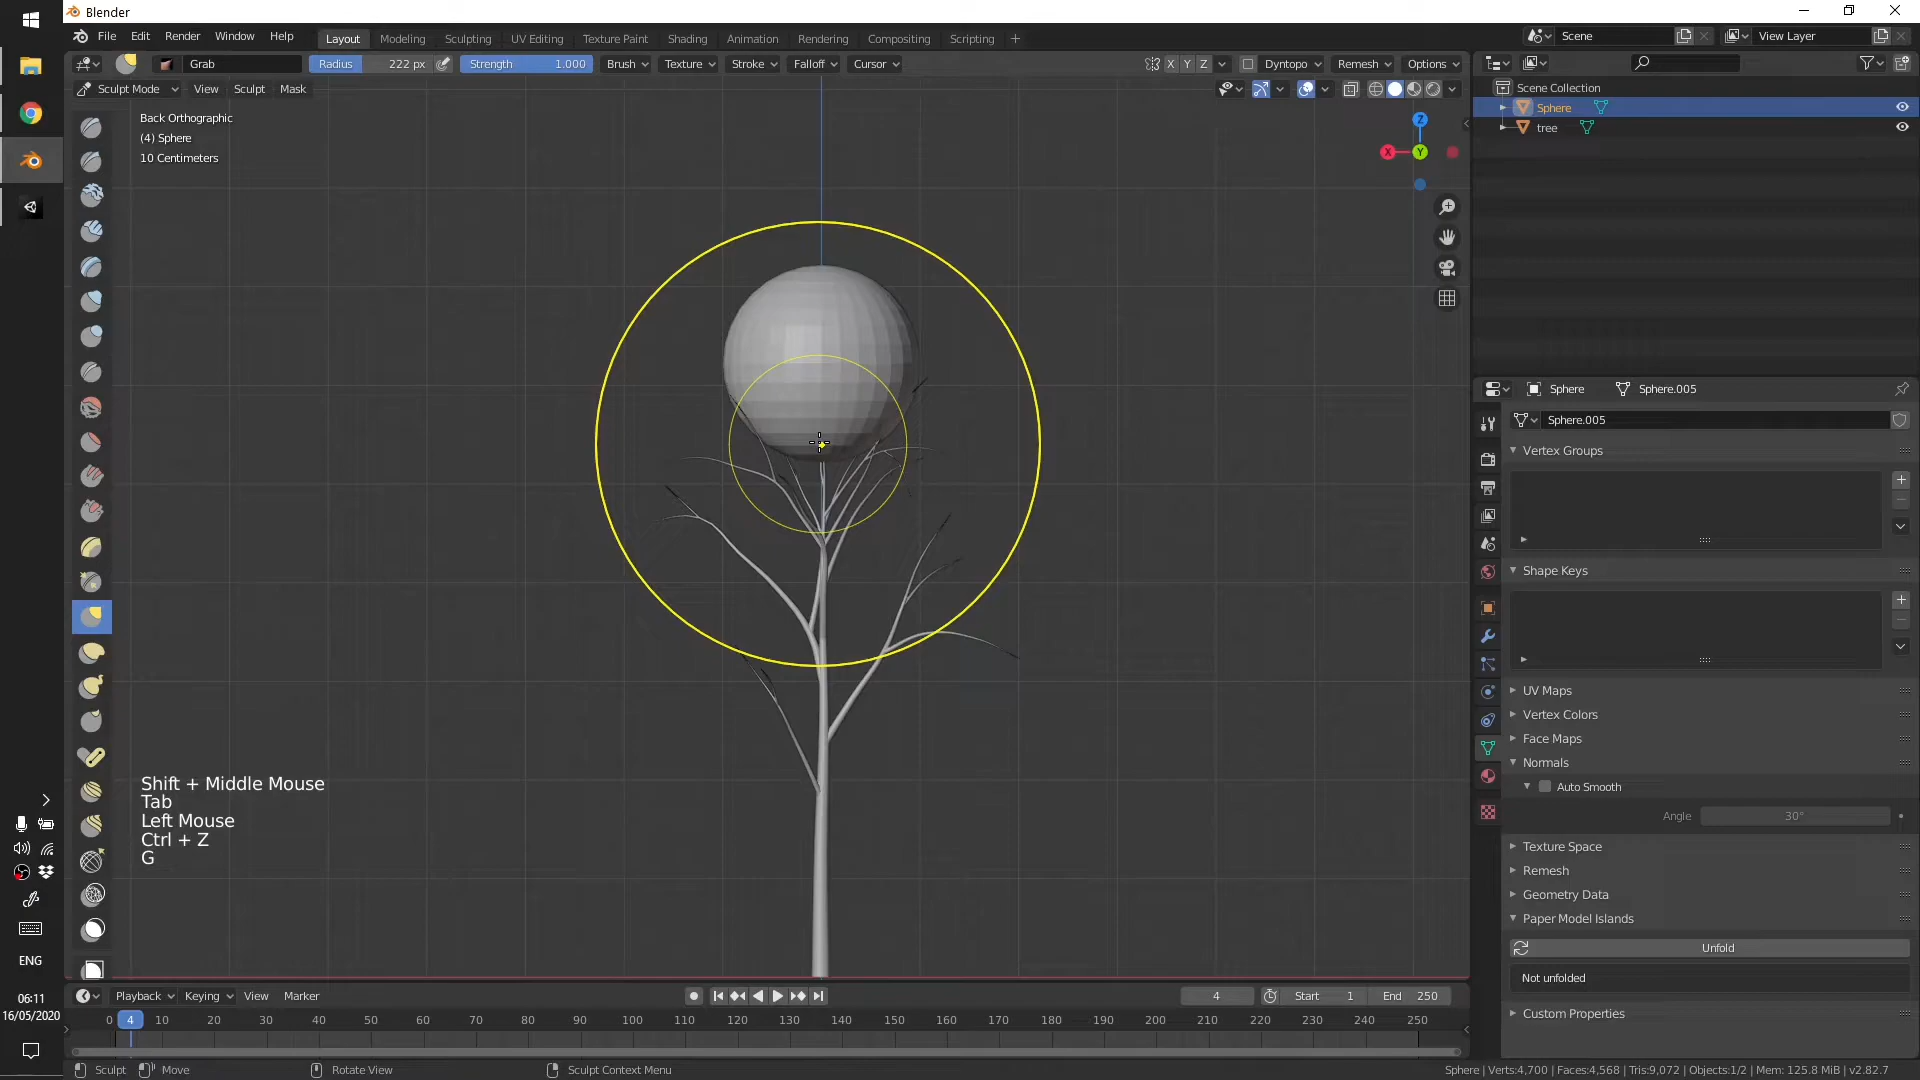 Blender
File Edit Render Window Help
Layout Modeling Sculpting UV Editing Texture Paint Shading Animation Rendering Compositing Scripting +
Scene
View Layer
Grab
Radius 222 px
Strength 1.000
Brush Texture Stroke Falloff Cursor
X Y Z
Dyntopo Remesh Options
Sculpt Mode View Sculpt Mask
Back Orthographic
(4) Sphere
10 Centimeters
Z
X Y
Scene Collection
Sphere
tree
Sphere Sphere.005
Sphere.005
Vertex Groups
Shape Keys
UV Maps
Vertex Colors
Face Maps
Normals
Auto Smooth
Angle 30°
Texture Space
Remesh
Geometry Data
Paper Model Islands
Unfold
Not unfolded
Custom Properties
Shift + Middle Mouse
Tab
Left Mouse
Ctrl + Z
G
ENG
06:11
16/05/2020
Playback Keying View Marker
4
Start 1
End 250
0 4 10 20 30 40 50 60 70 80 90 100 110 120 130 140 150 160 170 180 190 200 210 220 230 240 250
Sculpt Move Rotate View Sculpt Context Menu
Sphere | Verts:4,700 | Faces:4,568 | Tris:9,072 | Objects:1/2 | Mem: 125.8 MiB | v2.82.7